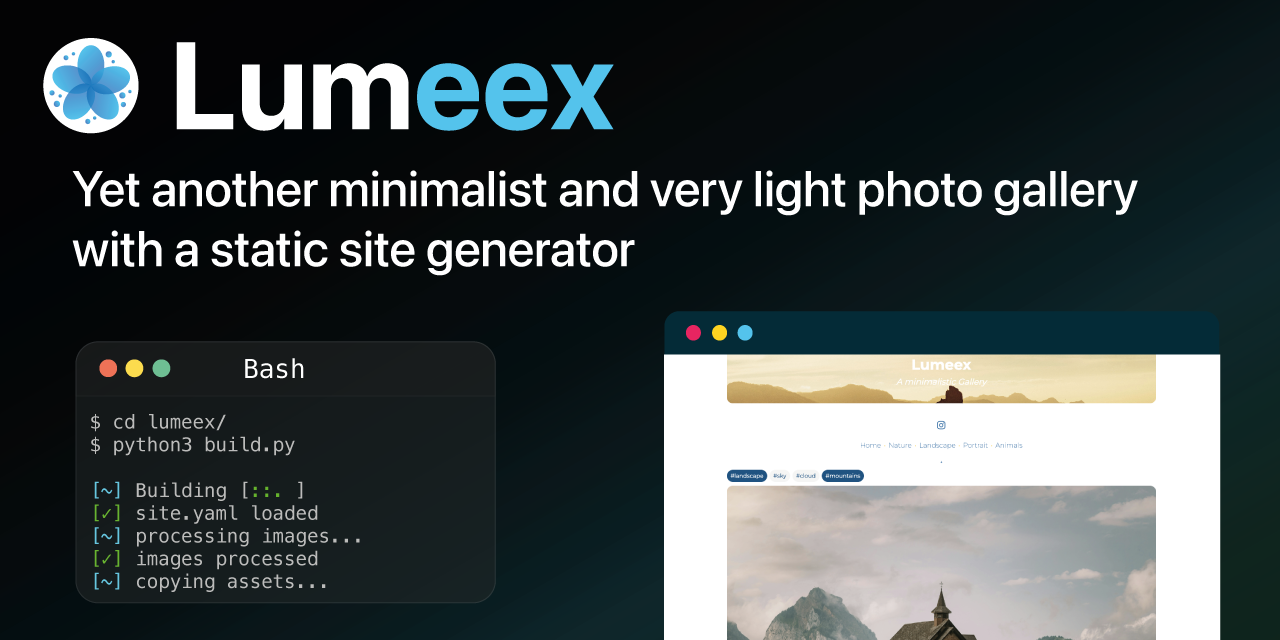 Lumeex
Yet another minimalist and very light photo gallery
with a static site generator
Bash
$ cd lumeex/
$ python3 build.py
[~] Building [::. ]
[✓] site.yaml loaded
[~] processing images...
[✓] images processed
[~] copying assets...
Lumeex
A minimalistic Gallery
Home · Nature · Landscape · Portrait · Animals
#landscape #sky #cloud #mountains